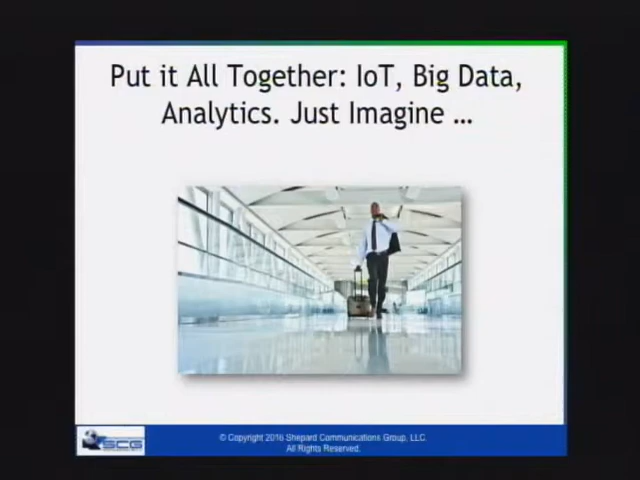 Put it All Together: IoT, Big Data,
Analytics. Just Imagine ...
SCG
© Copyright 2016 Shepard Communications Group, LLC.
All Rights Reserved.